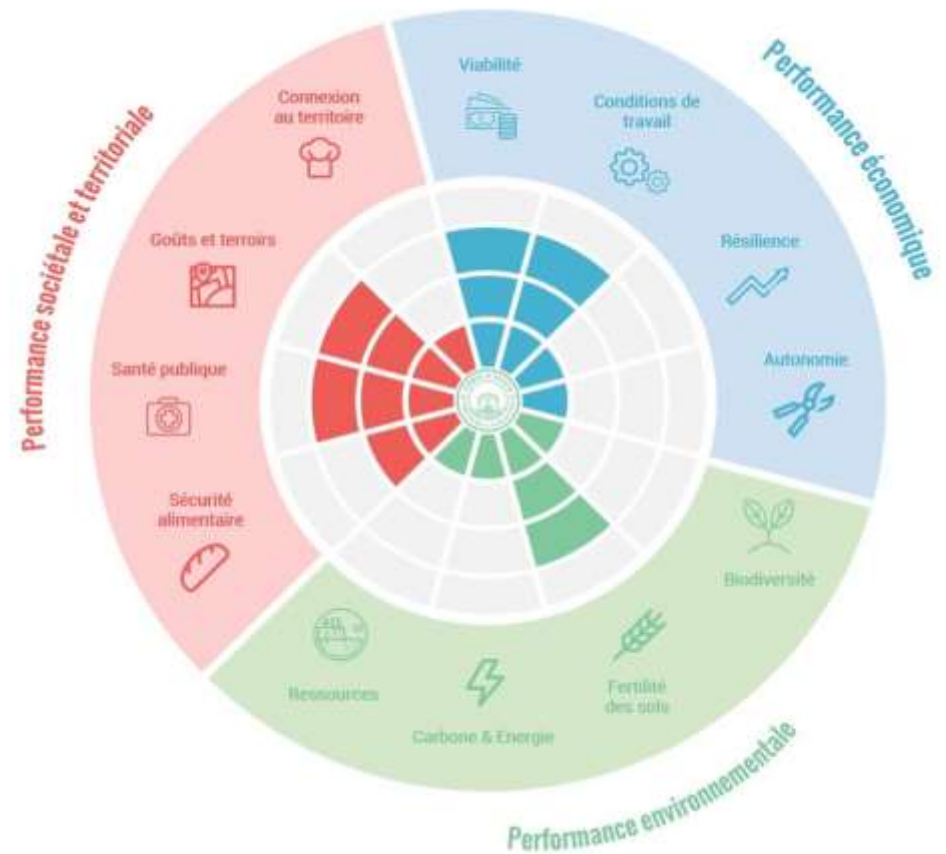 Performance économique
Viabilité
Conditions de
travail
Résilience
Autonomie
Performance environnementale
Biodiversité
Fertilité
des sols
Carbone & Energie
Ressources
Performance sociétale et territoriale
Connexion
au territoire
Goûts et terroirs
Santé publique
Sécurité
alimentaire